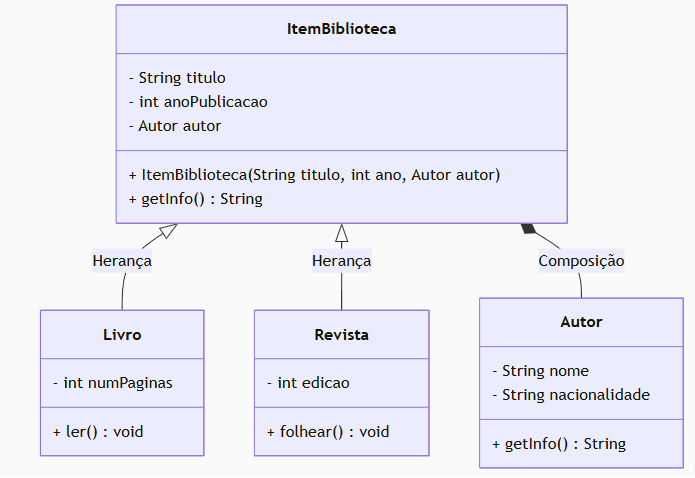 ItemBiblioteca
- String titulo
- int anoPublicacao
- Autor autor
+ ItemBiblioteca(String titulo, int ano, Autor autor)
+ getInfo() : String
Herança
Herança
Composição
Livro
- int numPaginas
+ ler() : void
Revista
- int edicao
+ folhear() : void
Autor
- String nome
- String nacionalidade
+ getInfo() : String